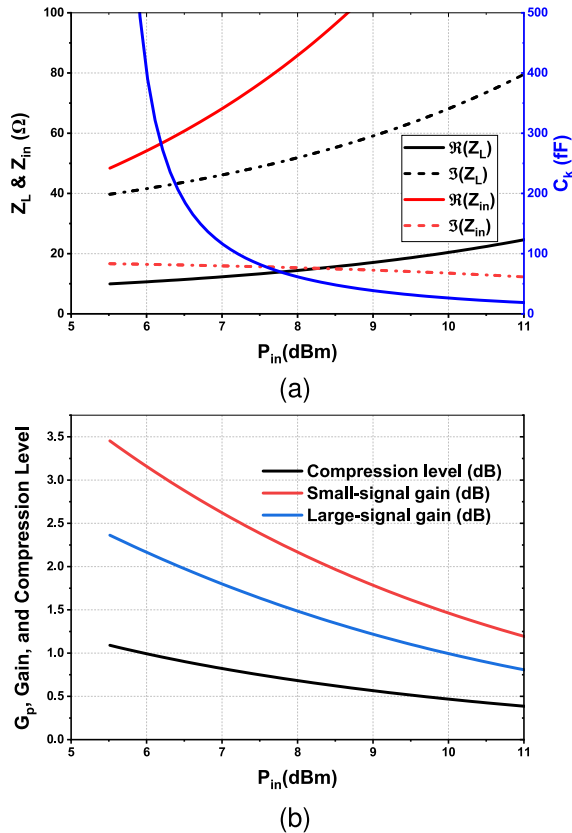 100
80
60
40
20
0
Z_L & Z_in (Ω)
500
400
300
200
100
0
C_k (fF)
ℜ(Z_L)
ℑ(Z_L)
ℜ(Z_in)
ℑ(Z_in)
5 6 7 8 9 10 11
P_in(dBm)
(a)
3.5
3.0
2.5
2.0
1.5
1.0
0.5
0.0
G_p, Gain, and Compression Level
Compression level (dB)
Small-signal gain (dB)
Large-signal gain (dB)
5 6 7 8 9 10 11
P_in(dBm)
(b)